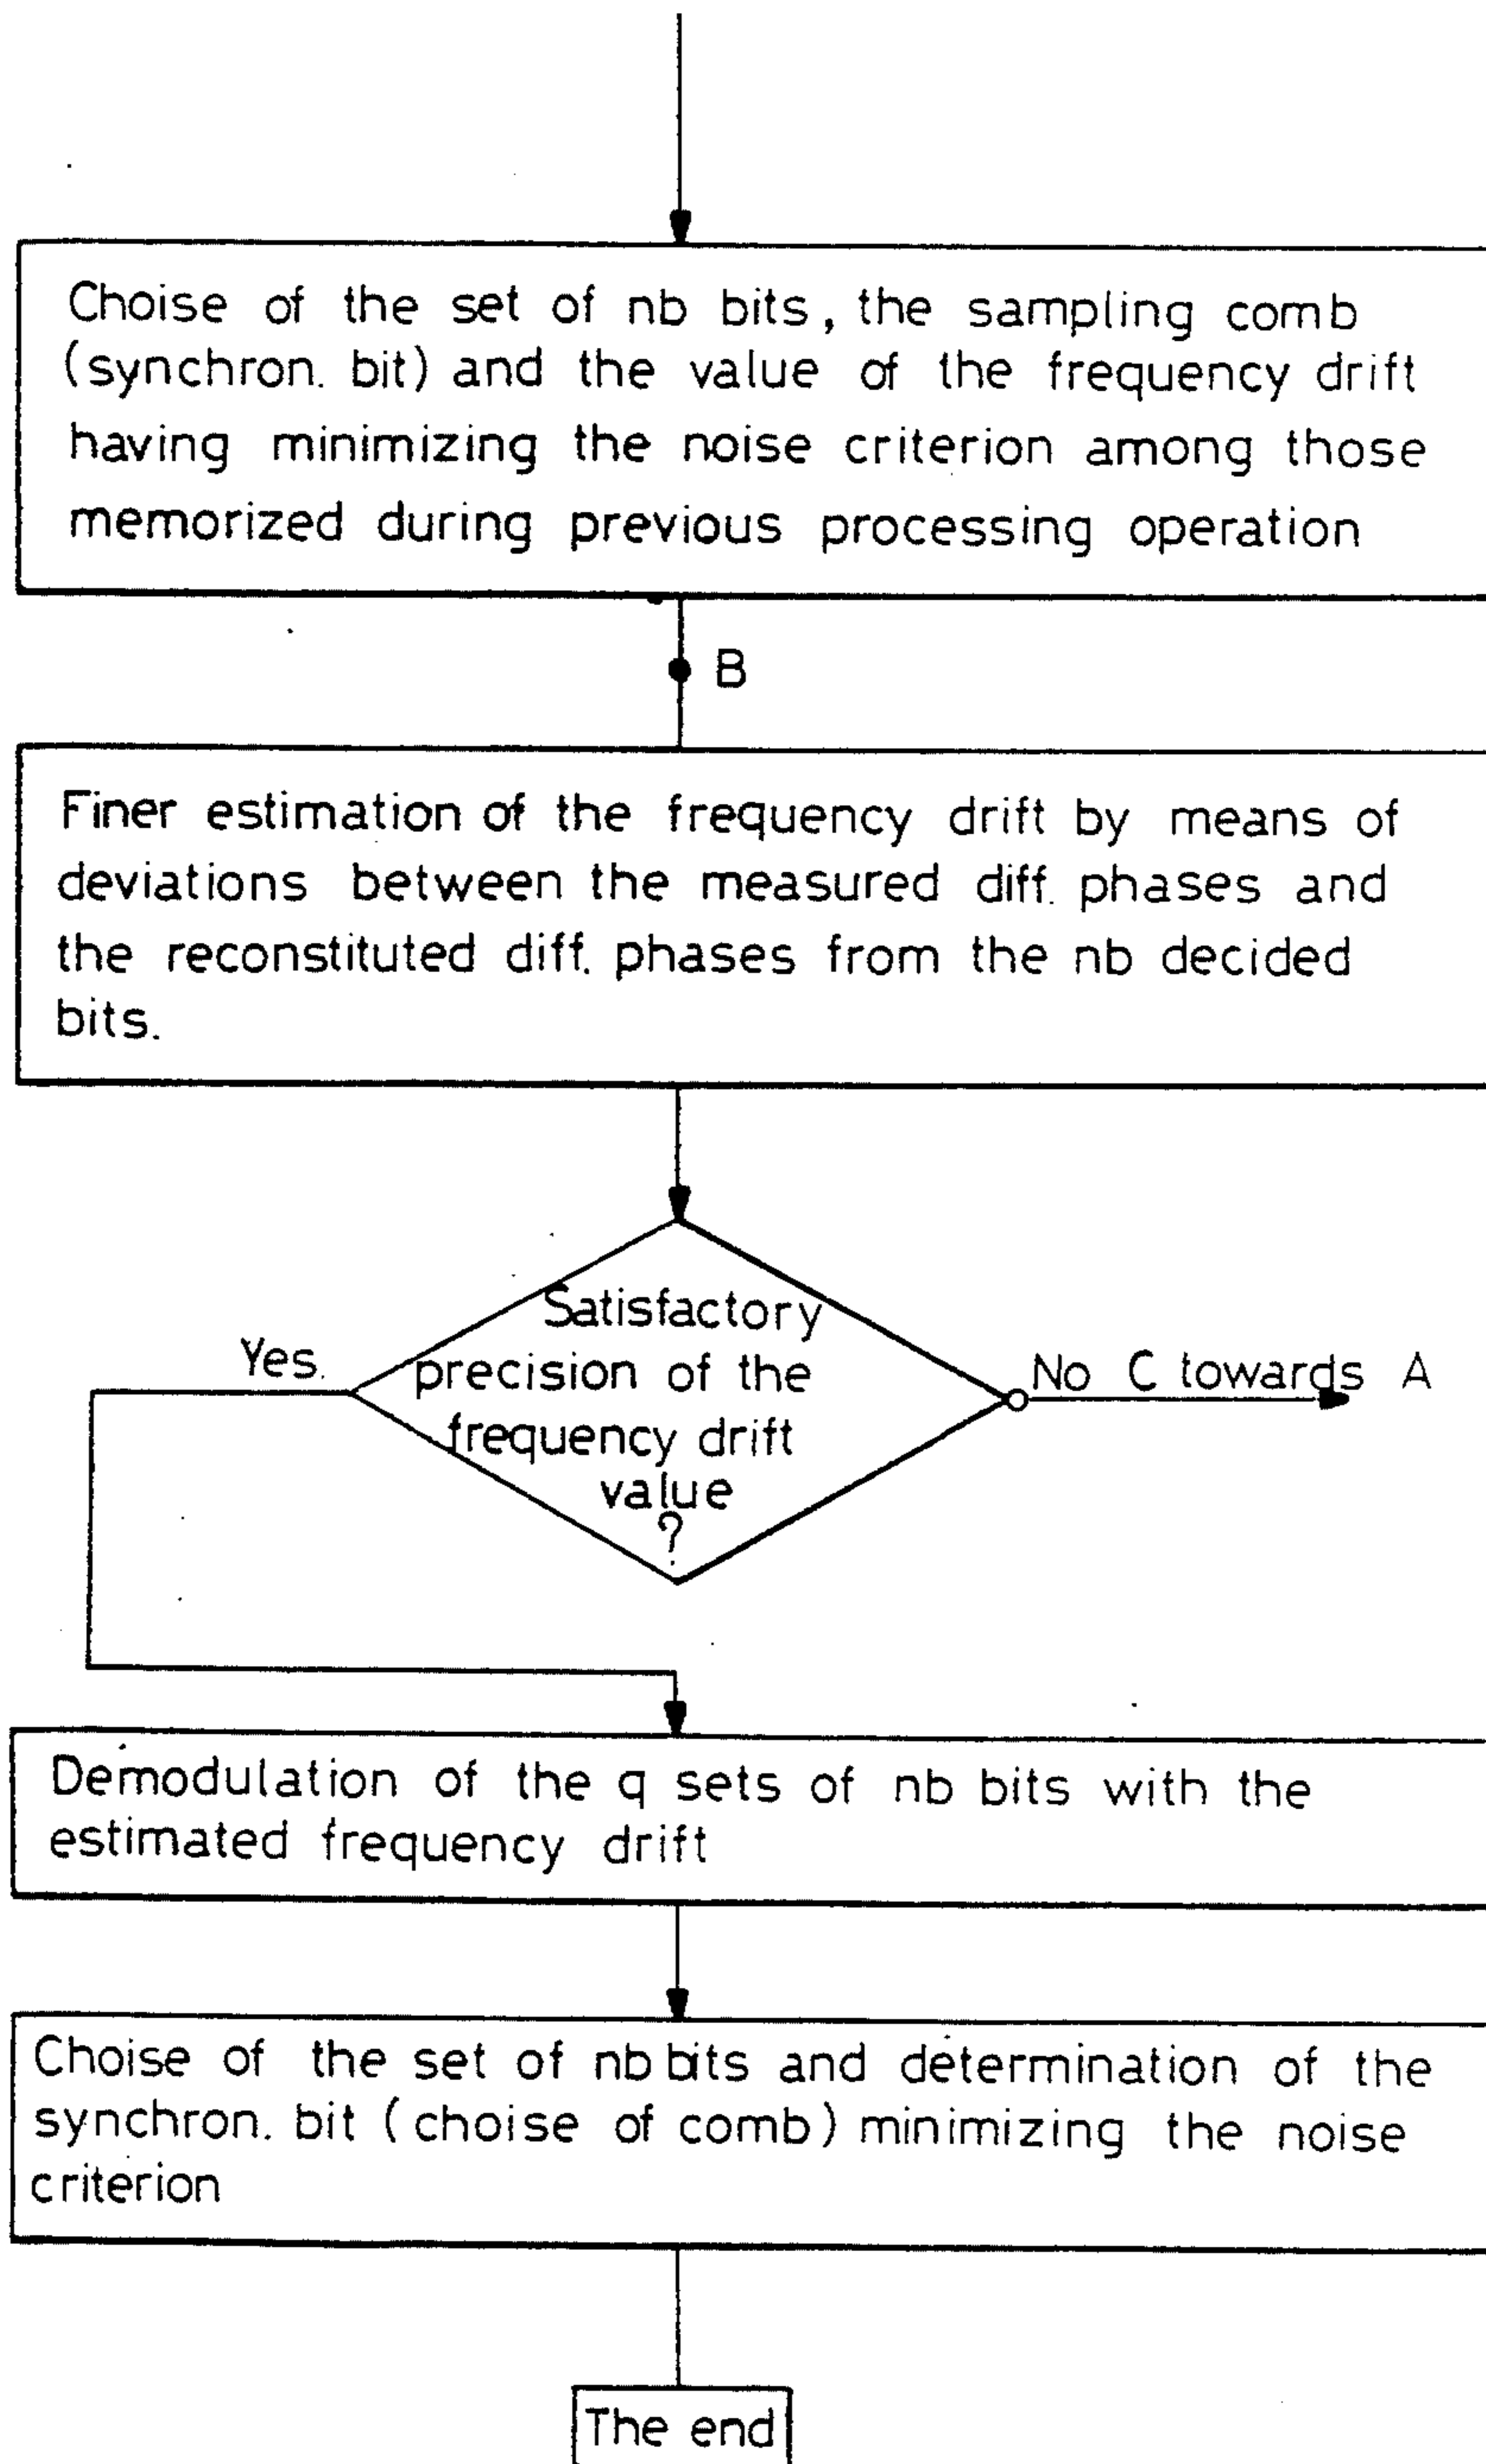 Choise of the set of nb bits, the sampling comb
(synchron. bit) and the value of the frequency drift
having minimizing the noise criterion among those
memorized during previous processing operation
B
Finer estimation of the frequency drift by means of
deviations between the measured diff. phases and
the reconstituted diff. phases from the nb decided
bits.
Satisfactory
precision of the
frequency drift
value
?
Yes.
No C towards A
Demodulation of the q sets of nb bits with the
estimated frequency drift
Choise of the set of nb bits and determination of the
synchron. bit (choise of comb) minimizing the noise
criterion
The end